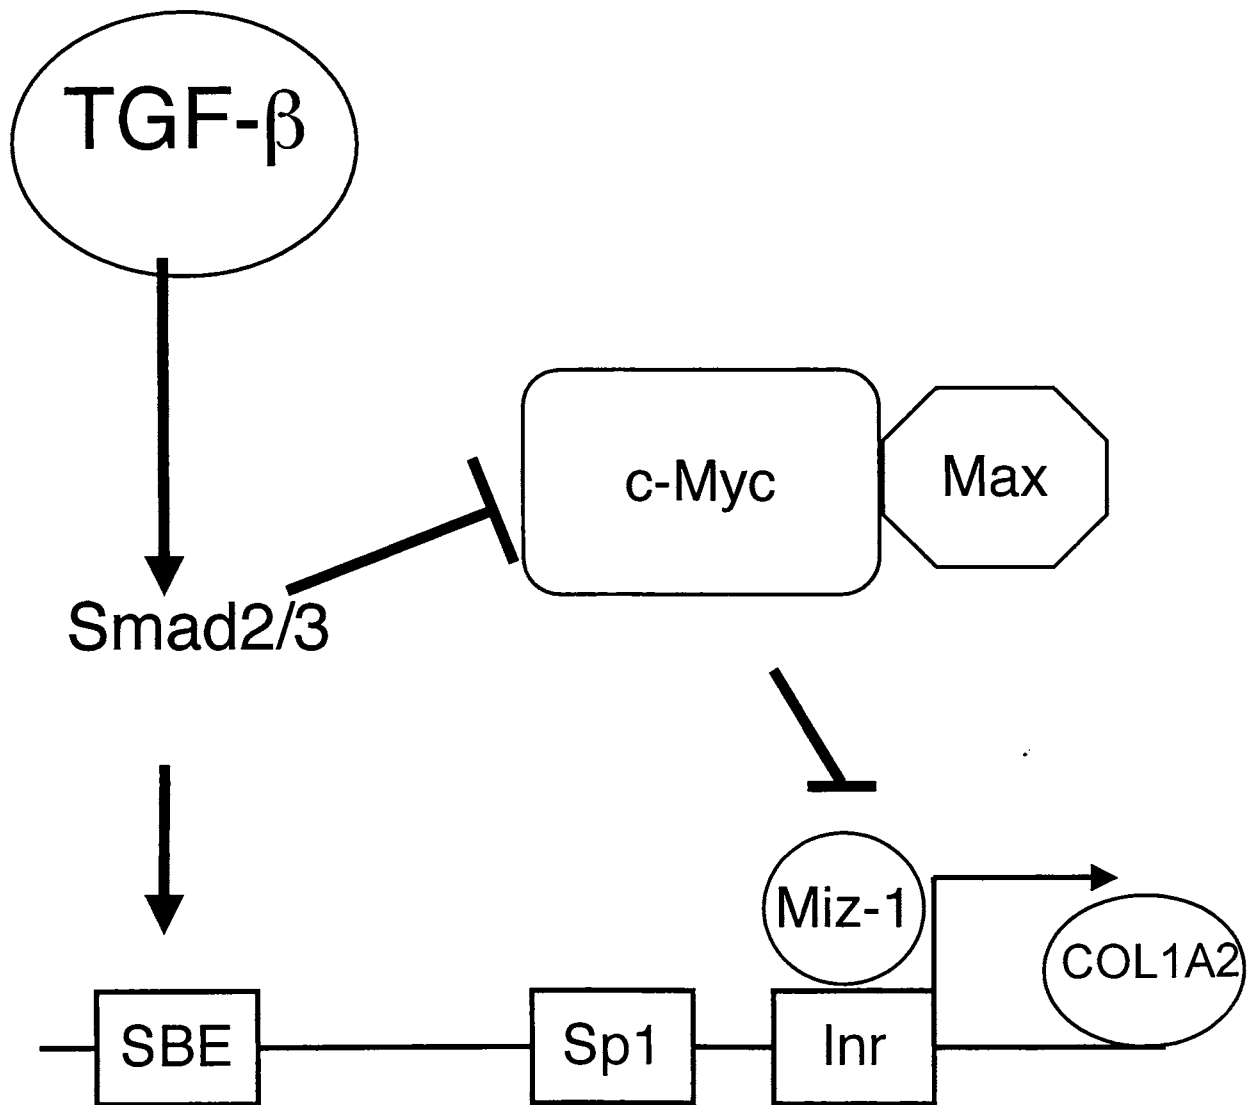 TGF-β
c-Myc
Max
Smad2/3
Miz-1
COL1A2
SBE
Sp1
Inr